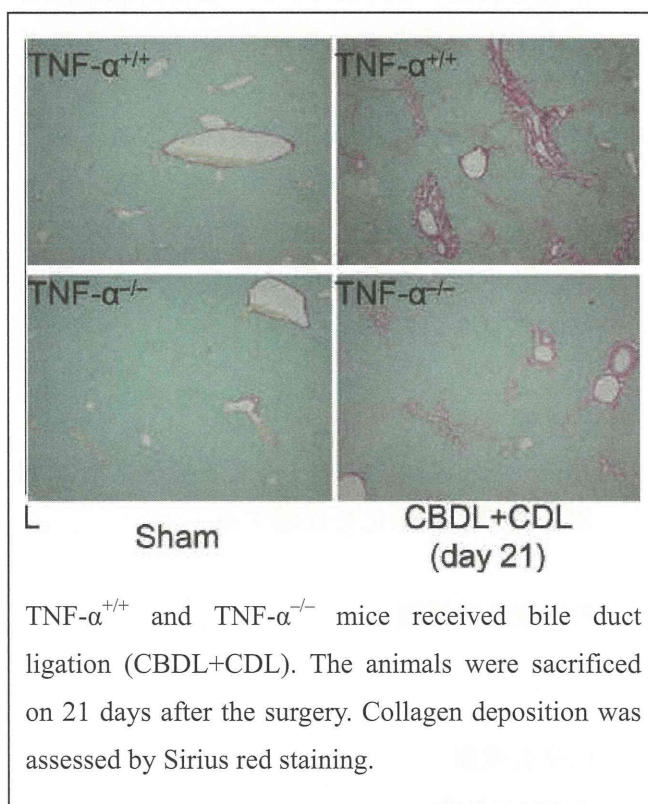 TNF-α+/+ TNF-α+/+
TNF-α−/− TNF-α−/−
L
Sham
CBDL+CDL
(day 21)
TNF-α+/+ and TNF-α−/− mice received bile duct
ligation (CBDL+CDL). The animals were sacrificed
on 21 days after the surgery. Collagen deposition was
assessed by Sirius red staining.